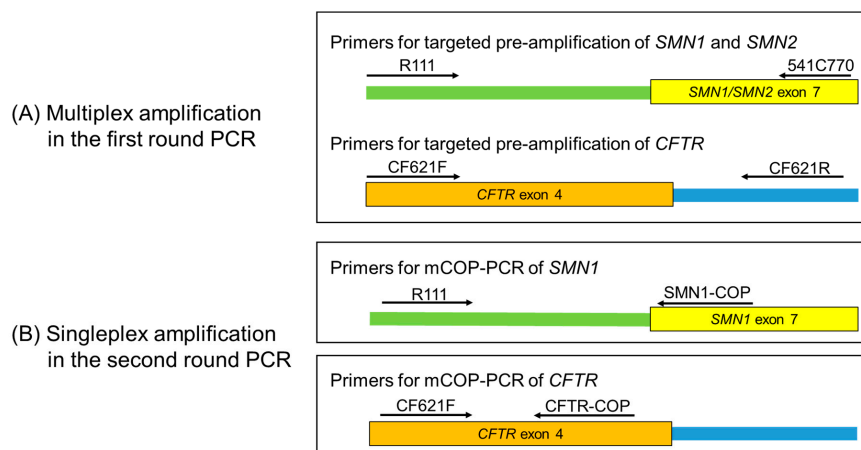 Primers for targeted pre-amplification of SMN1 and SMN2
R111
541C770
SMN1/SMN2 exon 7
(A) Multiplex amplification
in the first round PCR
Primers for targeted pre-amplification of CFTR
CF621F
CF621R
CFTR exon 4
Primers for mCOP-PCR of SMN1
R111
SMN1-COP
SMN1 exon 7
(B) Singleplex amplification
in the second round PCR
Primers for mCOP-PCR of CFTR
CF621F
CFTR-COP
CFTR exon 4